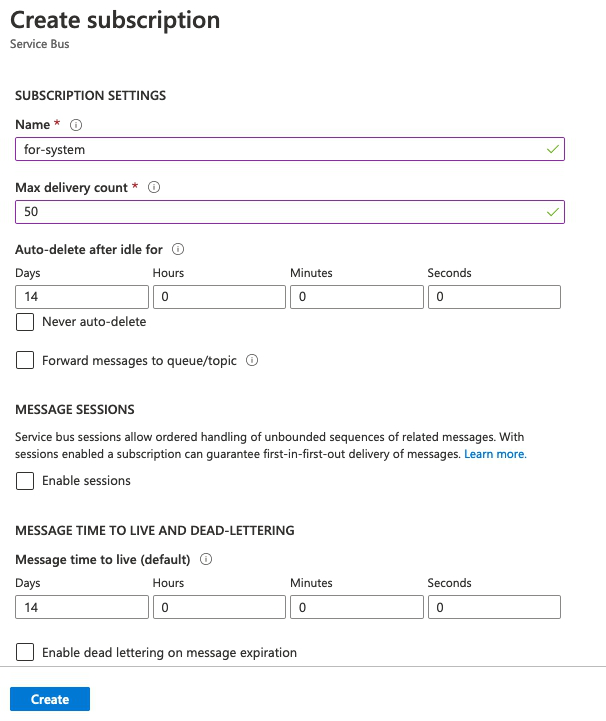 Create subscription
Service Bus
SUBSCRIPTION SETTINGS
Name *
for-system
Max delivery count *
50
Auto-delete after idle for
Days Hours Minutes Seconds
14 0 0 0
Never auto-delete
Forward messages to queue/topic
MESSAGE SESSIONS
Service bus sessions allow ordered handling of unbounded sequences of related messages. With
sessions enabled a subscription can guarantee first-in-first-out delivery of messages. Learn more.
Enable sessions
MESSAGE TIME TO LIVE AND DEAD-LETTERING
Message time to live (default)
Days Hours Minutes Seconds
14 0 0 0
Enable dead lettering on message expiration
Create